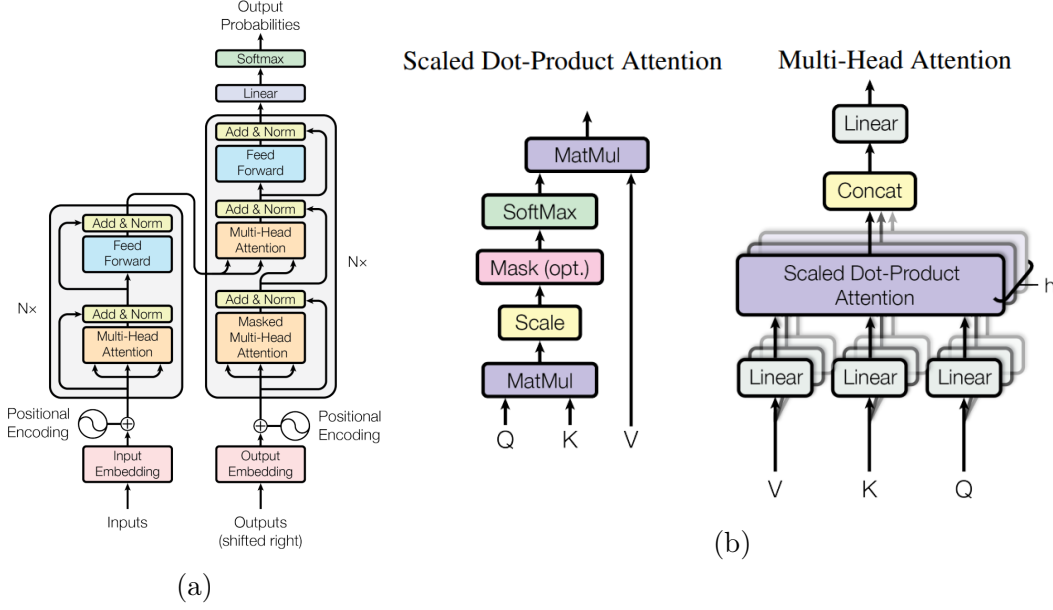 Output
Probabilities
Softmax
Linear
Add & Norm
Feed
Forward
Add & Norm
Multi-Head
Attention
Add & Norm
Masked
Multi-Head
Attention
N×
Add & Norm
Feed
Forward
N×
Add & Norm
Multi-Head
Attention
Positional
Encoding
Positional
Encoding
Input
Embedding
Output
Embedding
Inputs
Outputs
(shifted right)
(a)
Scaled Dot-Product Attention
MatMul
SoftMax
Mask (opt.)
Scale
MatMul
Q
K
V
Multi-Head Attention
Linear
Concat
Scaled Dot-Product
Attention
h
Linear
Linear
Linear
V
K
Q
(b)